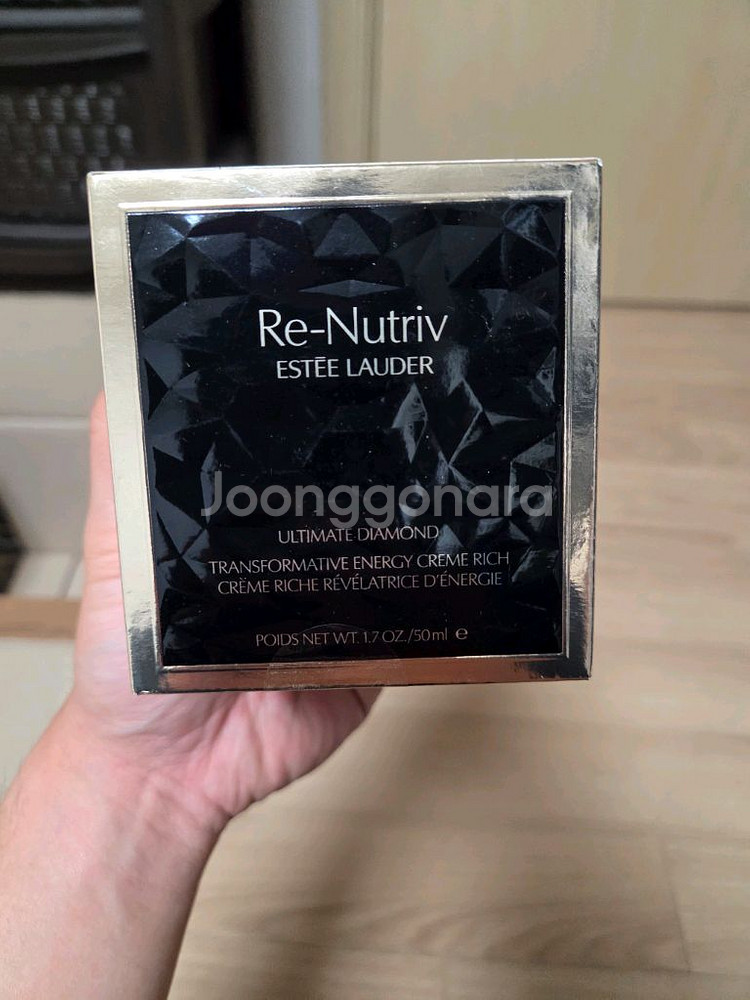 Re-Nutriv
ESTĒE LAUDER
Joonggonara
ULTIMATE DIAMOND
TRANSFORMATIVE ENERGY CREME RICH
CRÈME RICHE RÉVÉLATRICE D'ÉNERGIE
POIDS NET WT. 1.7 OZ./50 ml ℮